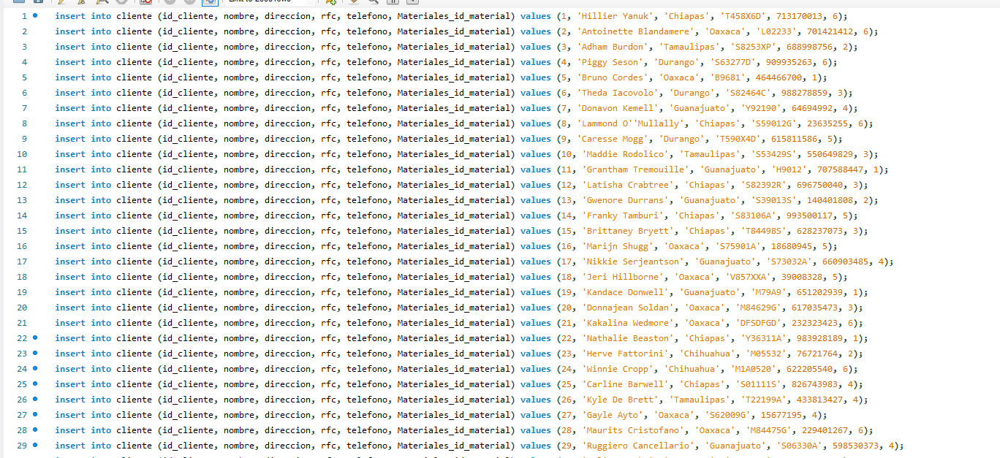 1 insert into cliente (id_cliente, nombre, direccion, rfc, telefono, Materiales_id_material) values (1, 'Hillier Yanuk', 'Chiapas', 'T458X6D', 713170013, 6);
2 insert into cliente (id_cliente, nombre, direccion, rfc, telefono, Materiales_id_material) values (2, 'Antoinette Blandamere', 'Oaxaca', 'L02233', 701421412, 6);
3 insert into cliente (id_cliente, nombre, direccion, rfc, telefono, Materiales_id_material) values (3, 'Adham Burdon', 'Tamaulipas', 'S8253XP', 688998756, 2);
4 insert into cliente (id_cliente, nombre, direccion, rfc, telefono, Materiales_id_material) values (4, 'Piggy Seson', 'Durango', 'S63277D', 909935263, 6);
5 insert into cliente (id_cliente, nombre, direccion, rfc, telefono, Materiales_id_material) values (5, 'Bruno Cordes', 'Oaxaca', 'B9681', 464466700, 1);
6 insert into cliente (id_cliente, nombre, direccion, rfc, telefono, Materiales_id_material) values (6, 'Theda Iacovolo', 'Durango', 'S82464C', 988278859, 3);
7 insert into cliente (id_cliente, nombre, direccion, rfc, telefono, Materiales_id_material) values (7, 'Donavon Kemell', 'Guanajuato', 'Y92190', 64694992, 4);
8 insert into cliente (id_cliente, nombre, direccion, rfc, telefono, Materiales_id_material) values (8, 'Lammond O''Mullally', 'Chiapas', 'S59012G', 23635255, 6);
9 insert into cliente (id_cliente, nombre, direccion, rfc, telefono, Materiales_id_material) values (9, 'Caresse Mogg', 'Durango', 'T590X4D', 615811586, 5);
10 insert into cliente (id_cliente, nombre, direccion, rfc, telefono, Materiales_id_material) values (10, 'Maddie Rodolico', 'Tamaulipas', 'S53429S', 550649829, 3);
11 insert into cliente (id_cliente, nombre, direccion, rfc, telefono, Materiales_id_material) values (11, 'Grantham Tremouille', 'Guanajuato', 'H9012', 707588447, 1);
12 insert into cliente (id_cliente, nombre, direccion, rfc, telefono, Materiales_id_material) values (12, 'Latisha Crabtree', 'Chiapas', 'S82392R', 696750040, 3);
13 insert into cliente (id_cliente, nombre, direccion, rfc, telefono, Materiales_id_material) values (13, 'Gwenore Durrans', 'Guanajuato', 'S39013S', 140401808, 2);
14 insert into cliente (id_cliente, nombre, direccion, rfc, telefono, Materiales_id_material) values (14, 'Franky Tamburi', 'Chiapas', 'S83106A', 993500117, 5);
15 insert into cliente (id_cliente, nombre, direccion, rfc, telefono, Materiales_id_material) values (15, 'Brittaney Bryett', 'Chiapas', 'T84498S', 628237073, 3);
16 insert into cliente (id_cliente, nombre, direccion, rfc, telefono, Materiales_id_material) values (16, 'Marijn Shugg', 'Oaxaca', 'S75901A', 18680945, 5);
17 insert into cliente (id_cliente, nombre, direccion, rfc, telefono, Materiales_id_material) values (17, 'Nikkie Serjeantson', 'Guanajuato', 'S73032A', 660903485, 4);
18 insert into cliente (id_cliente, nombre, direccion, rfc, telefono, Materiales_id_material) values (18, 'Jeri Hillborne', 'Oaxaca', 'V857XXA', 39008328, 5);
19 insert into cliente (id_cliente, nombre, direccion, rfc, telefono, Materiales_id_material) values (19, 'Kandace Donwell', 'Guanajuato', 'M79A9', 651202939, 1);
20 insert into cliente (id_cliente, nombre, direccion, rfc, telefono, Materiales_id_material) values (20, 'Donnajean Soldan', 'Oaxaca', 'M84629G', 617035473, 3);
21 insert into cliente (id_cliente, nombre, direccion, rfc, telefono, Materiales_id_material) values (21, 'Kakalina Wedmore', 'Oaxaca', 'DFSDFGD', 232323423, 6);
22 insert into cliente (id_cliente, nombre, direccion, rfc, telefono, Materiales_id_material) values (22, 'Nathalie Beaston', 'Chiapas', 'Y36311A', 983928189, 1);
23 insert into cliente (id_cliente, nombre, direccion, rfc, telefono, Materiales_id_material) values (23, 'Herve Fattorini', 'Chihuahua', 'M05532', 76721764, 2);
24 insert into cliente (id_cliente, nombre, direccion, rfc, telefono, Materiales_id_material) values (24, 'Winnie Cropp', 'Chihuahua', 'M1A0520', 622205540, 6);
25 insert into cliente (id_cliente, nombre, direccion, rfc, telefono, Materiales_id_material) values (25, 'Carline Barwell', 'Chiapas', 'S01111S', 826743983, 4);
26 insert into cliente (id_cliente, nombre, direccion, rfc, telefono, Materiales_id_material) values (26, 'Kyle De Brett', 'Tamaulipas', 'T22199A', 433813427, 4);
27 insert into cliente (id_cliente, nombre, direccion, rfc, telefono, Materiales_id_material) values (27, 'Gayle Ayto', 'Oaxaca', 'S62009G', 15677195, 4);
28 insert into cliente (id_cliente, nombre, direccion, rfc, telefono, Materiales_id_material) values (28, 'Maurits Cristofano', 'Oaxaca', 'M84475G', 229401267, 6);
29 insert into cliente (id_cliente, nombre, direccion, rfc, telefono, Materiales_id_material) values (29, 'Ruggiero Cancellario', 'Guanajuato', 'S06330A', 598530373, 4);